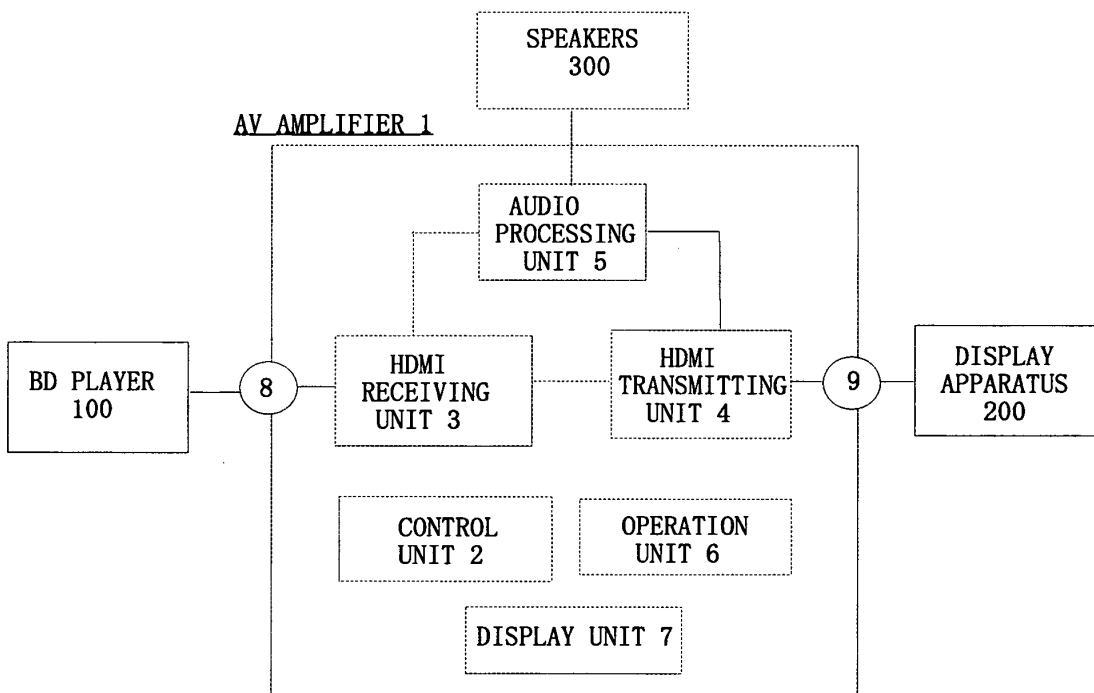 SPEAKERS
300
AV AMPLIFIER 1
AUDIO
PROCESSING
UNIT 5
BD PLAYER
100
8
HDMI
RECEIVING
UNIT 3
HDMI
TRANSMITTING
UNIT 4
9
DISPLAY
APPARATUS
200
CONTROL
UNIT 2
OPERATION
UNIT 6
DISPLAY UNIT 7